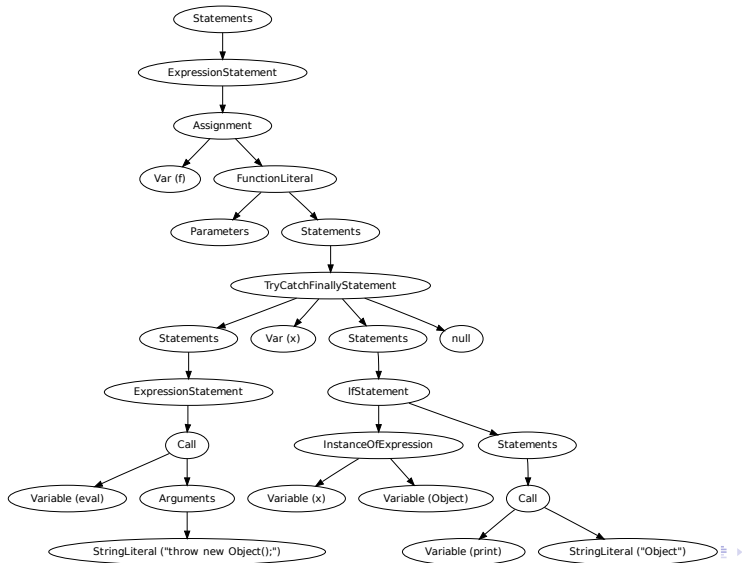 Statements
ExpressionStatement
Assignment
Var (f)
FunctionLiteral
Parameters
Statements
TryCatchFinallyStatement
Statements
Var (x)
Statements
null
ExpressionStatement
IfStatement
Call
InstanceOfExpression
Statements
Variable (eval)
Arguments
Variable (x)
Variable (Object)
Call
StringLiteral ("throw new Object();")
Variable (print)
StringLiteral ("Object")